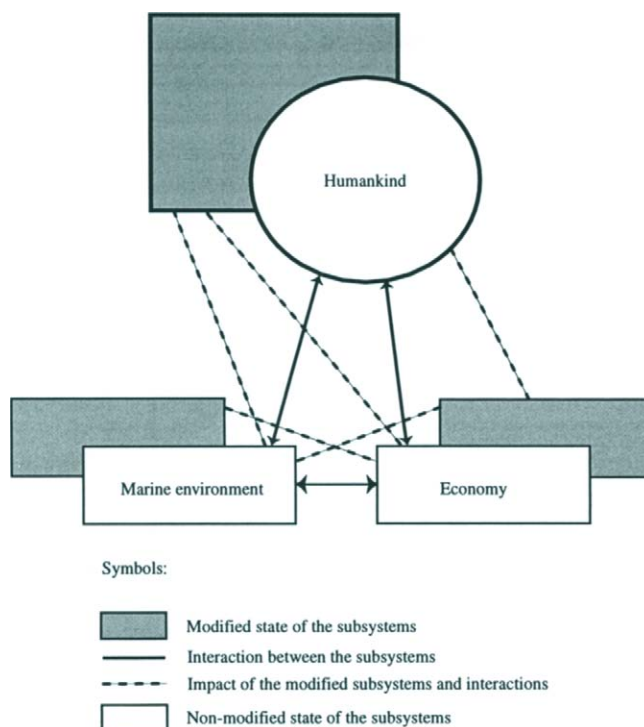 Humankind
Marine environment
Economy
Symbols:
Modified state of the subsystems
Interaction between the subsystems
Impact of the modified subsystems and interactions
Non-modified state of the subsystems